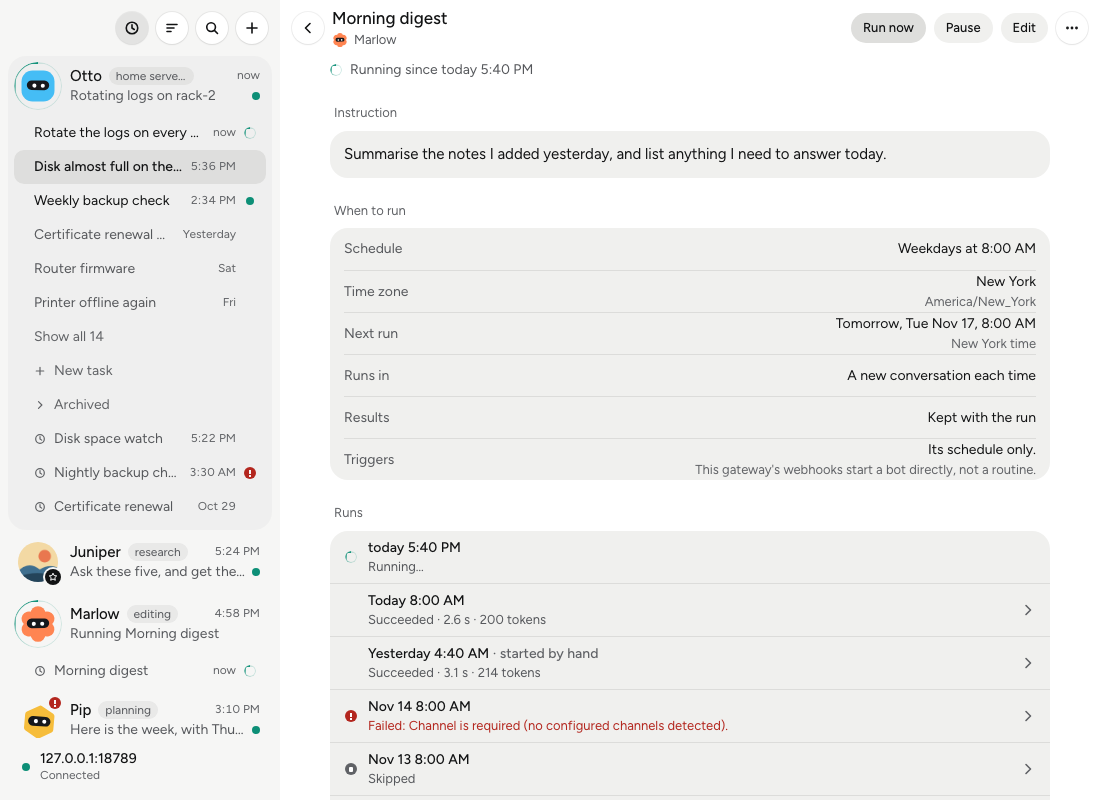 Otto home serve... now
Rotating logs on rack-2
Rotate the logs on every ... now
Disk almost full on the... 5:36 PM
Weekly backup check 2:34 PM
Certificate renewal ... Yesterday
Router firmware Sat
Printer offline again Fri
Show all 14
New task
Archived
Disk space watch 5:22 PM
Nightly backup ch... 3:30 AM
Certificate renewal Oct 29
Juniper research 5:24 PM
Ask these five, and get the...
Marlow editing 4:58 PM
Running Morning digest
Morning digest now
Pip planning 3:10 PM
Here is the week, with Thu...
127.0.0.1:18789
Connected
Morning digest
Marlow
Run now Pause Edit
Running since today 5:40 PM
Instruction
Summarise the notes I added yesterday, and list anything I need to answer today.
When to run
Schedule Weekdays at 8:00 AM
Time zone New York
America/New_York
Next run Tomorrow, Tue Nov 17, 8:00 AM
New York time
Runs in A new conversation each time
Results Kept with the run
Triggers Its schedule only.
This gateway's webhooks start a bot directly, not a routine.
Runs
today 5:40 PM
Running...
Today 8:00 AM
Succeeded · 2.6 s · 200 tokens
Yesterday 4:40 AM · started by hand
Succeeded · 3.1 s · 214 tokens
Nov 14 8:00 AM
Failed: Channel is required (no configured channels detected).
Nov 13 8:00 AM
Skipped